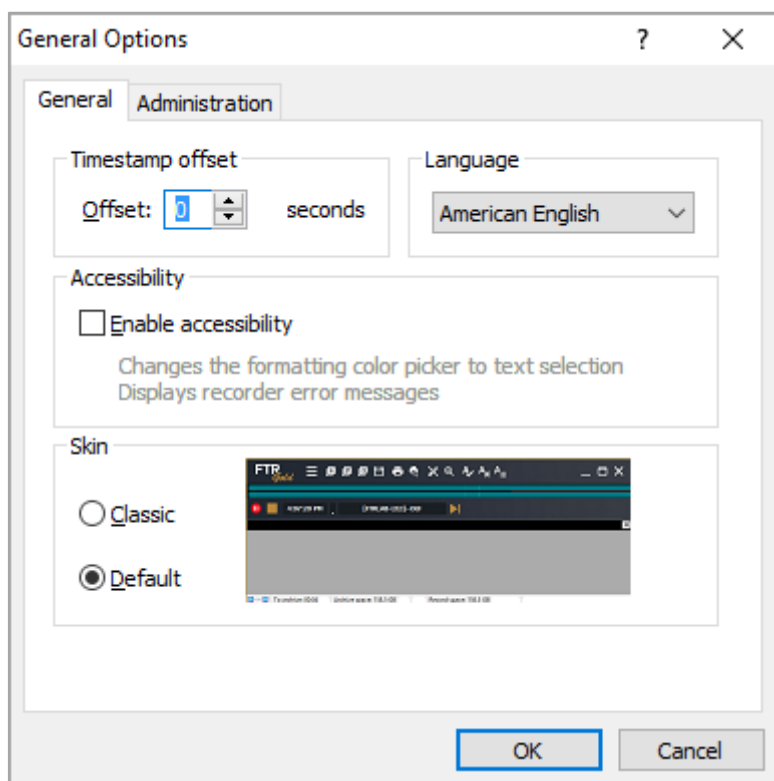 General Options
General
Administration
Timestamp offset
Offset: 0 seconds
Language
American English
Accessibility
Enable accessibility
Changes the formatting color picker to text selection
Displays recorder error messages
Skin
FTR
Gold
Classic
Default
OK
Cancel